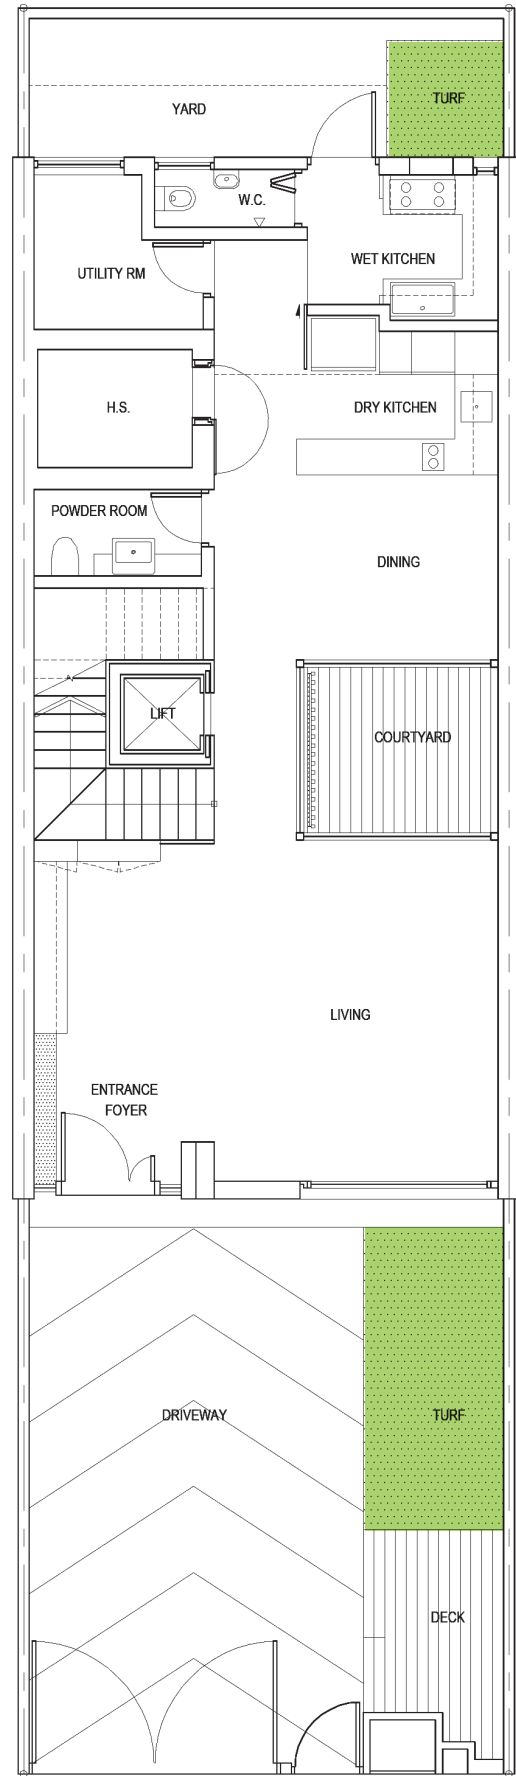 TURF
YARD
W.C.
WET KITCHEN
UTILITY RM
H.S.
DRY KITCHEN
POWDER ROOM
DINING
LIFT
COURTYARD
LIVING
ENTRANCE
FOYER
DRIVEWAY
TURF
DECK